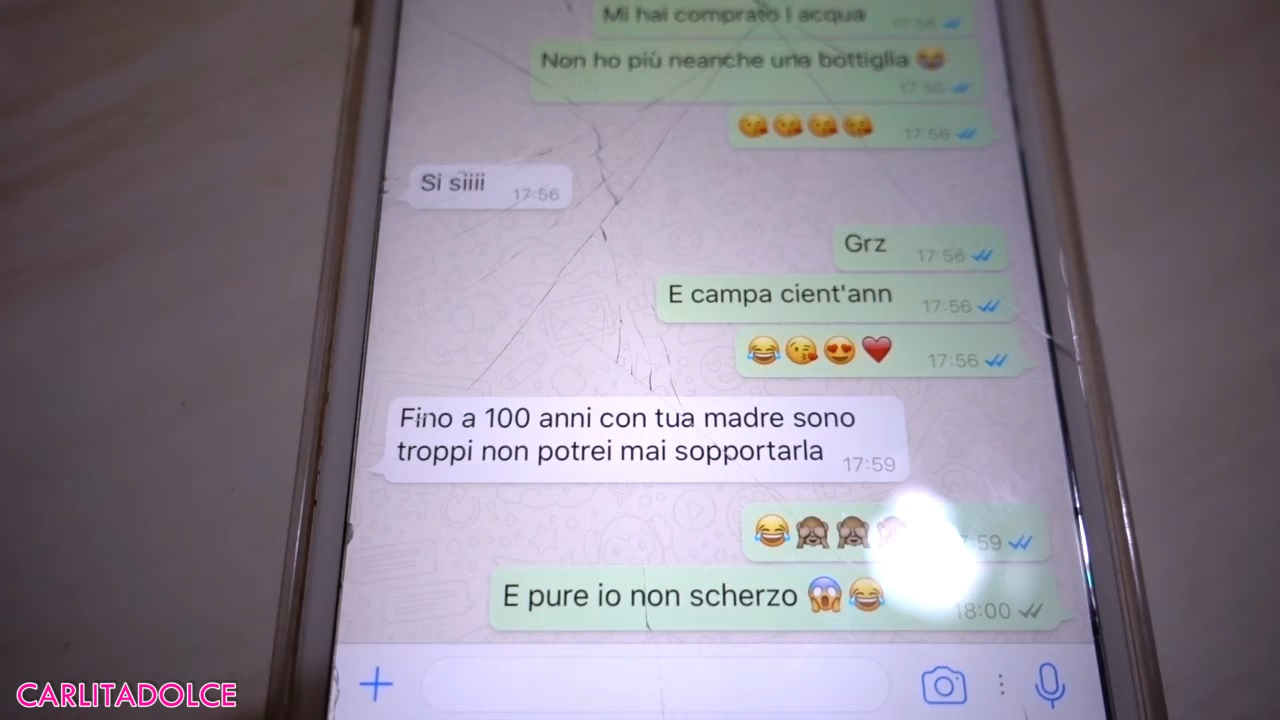 Mi hai comprato l acqua 17:56
Non ho più neanche una bottiglia 😂
17:56
😘😘😘😘 17:56
Si siiii 17:56
Grz 17:56
E campa cient'ann 17:56
😂😘😍❤️ 17:56
Fino a 100 anni con tua madre sono
troppi non potrei mai sopportarla 17:59
😂🙈🙈🙈 17:59
E pure io non scherzo 😱😂 18:00
CARLITADOLCE